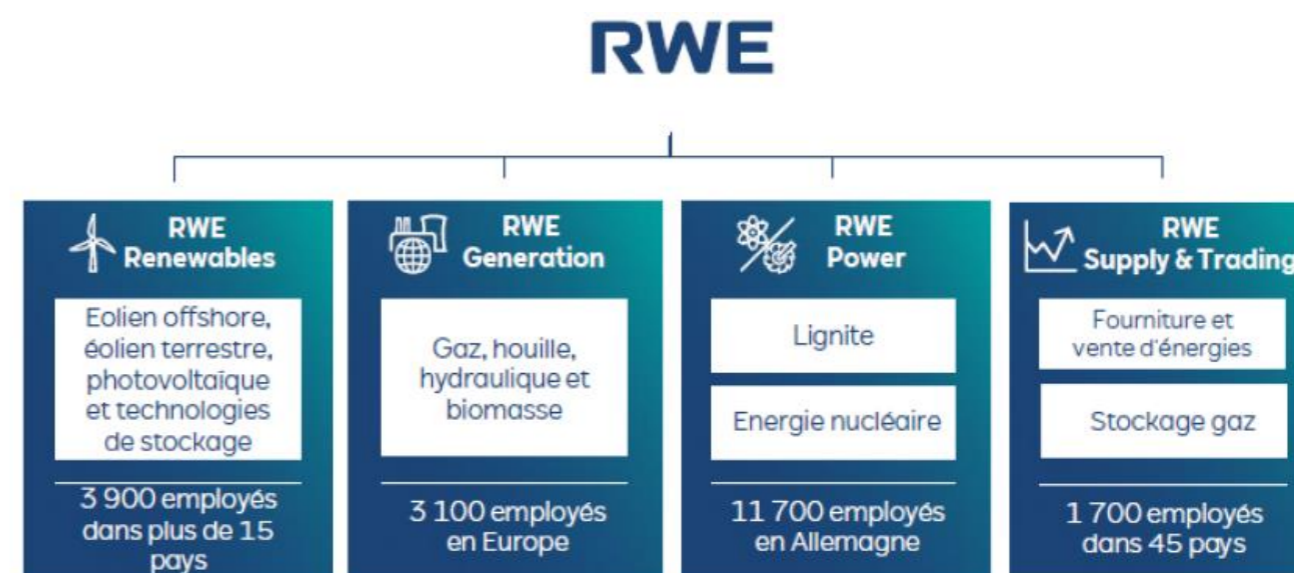 RWE
RWE
Renewables
Eolien offshore,
éolien terrestre,
photovoltaïque
et technologies
de stockage
3 900 employés
dans plus de 15
pays
RWE
Generation
Gaz, houille,
hydraulique et
biomasse
3 100 employés
en Europe
RWE
Power
Lignite
Energie nucléaire
11 700 employés
en Allemagne
RWE
Supply & Trading
Fourniture et
vente d'énergies
Stockage gaz
1 700 employés
dans 45 pays